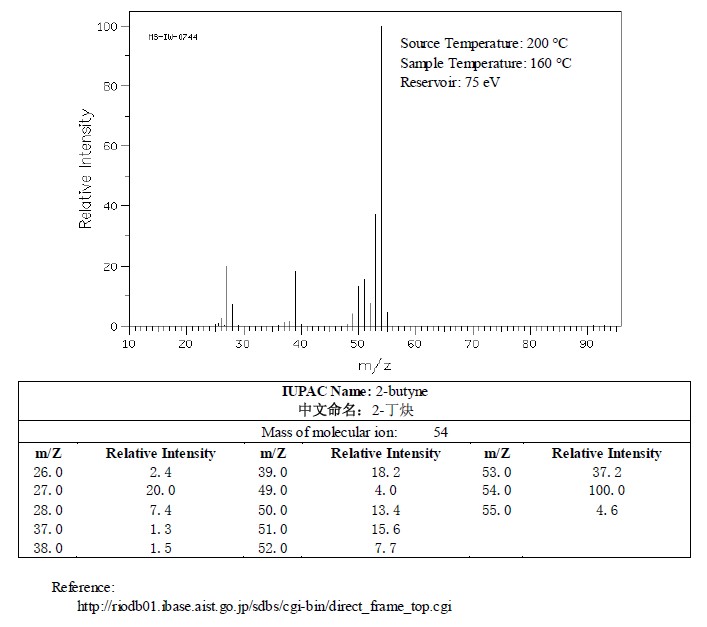 MS-IW-0744
Source Temperature: 200 °C
Sample Temperature: 160 °C
Reservoir: 75 eV
100
80
60
40
20
0
Relative Intensity
10 20 30 40 50 60 70 80 90
m/z
IUPAC Name: 2-butyne
中文命名：2-丁炔
Mass of molecular ion: 54
m/Z Relative Intensity m/Z Relative Intensity m/Z Relative Intensity
26.0 2.4 39.0 18.2 53.0 37.2
27.0 20.0 49.0 4.0 54.0 100.0
28.0 7.4 50.0 13.4 55.0 4.6
37.0 1.3 51.0 15.6
38.0 1.5 52.0 7.7
Reference:
http://riodb01.ibase.aist.go.jp/sdbs/cgi-bin/direct_frame_top.cgi